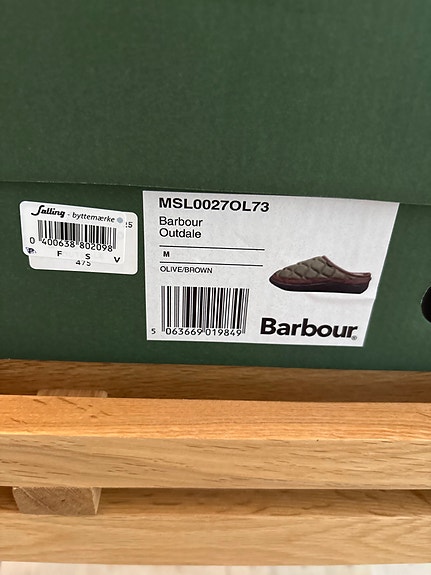 Salling - byttemærke
0 400638 802098
F S V
475
MSL0027OL73
Barbour
Outdale
M
OLIVE/BROWN
5 063669 019849
Barbour